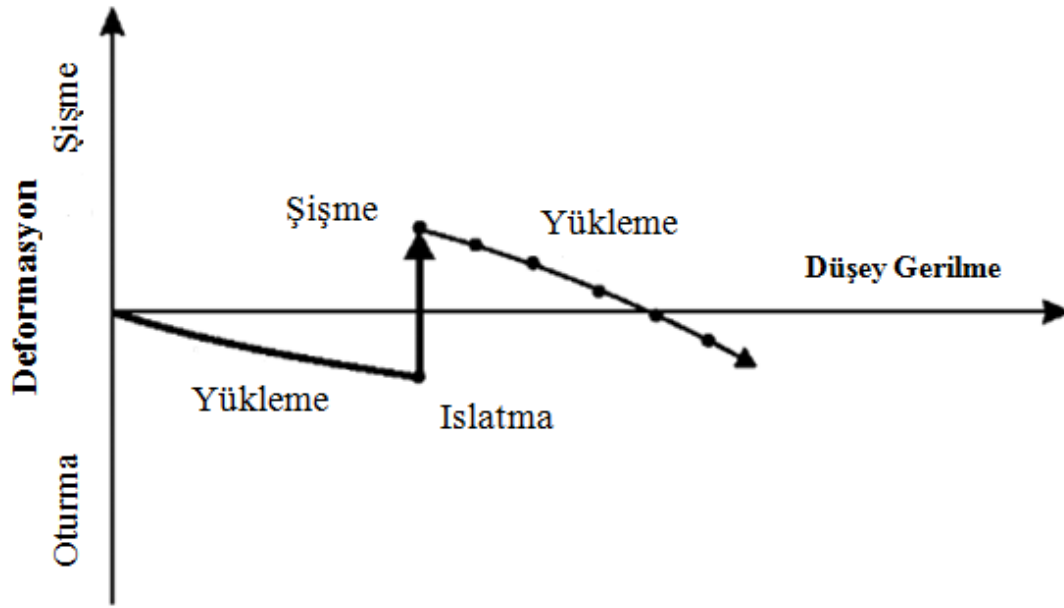 Şişme
Deformasyon
Oturma
Şişme
Yükleme
Düşey Gerilme
Yükleme
Islatma